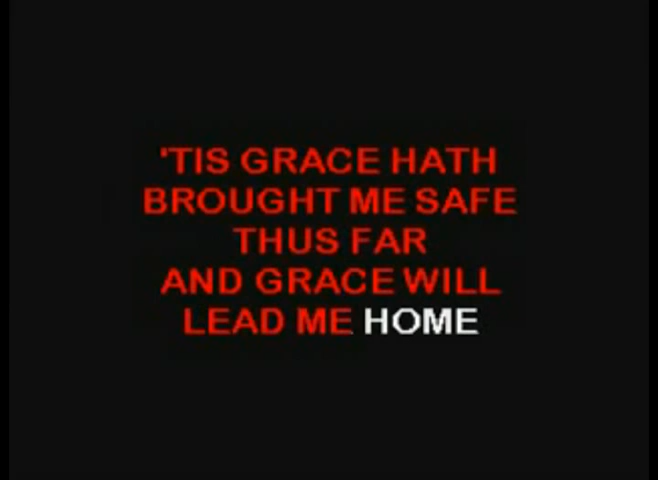 'TIS GRACE HATH
BROUGHT ME SAFE
THUS FAR
AND GRACE WILL
LEAD ME HOME